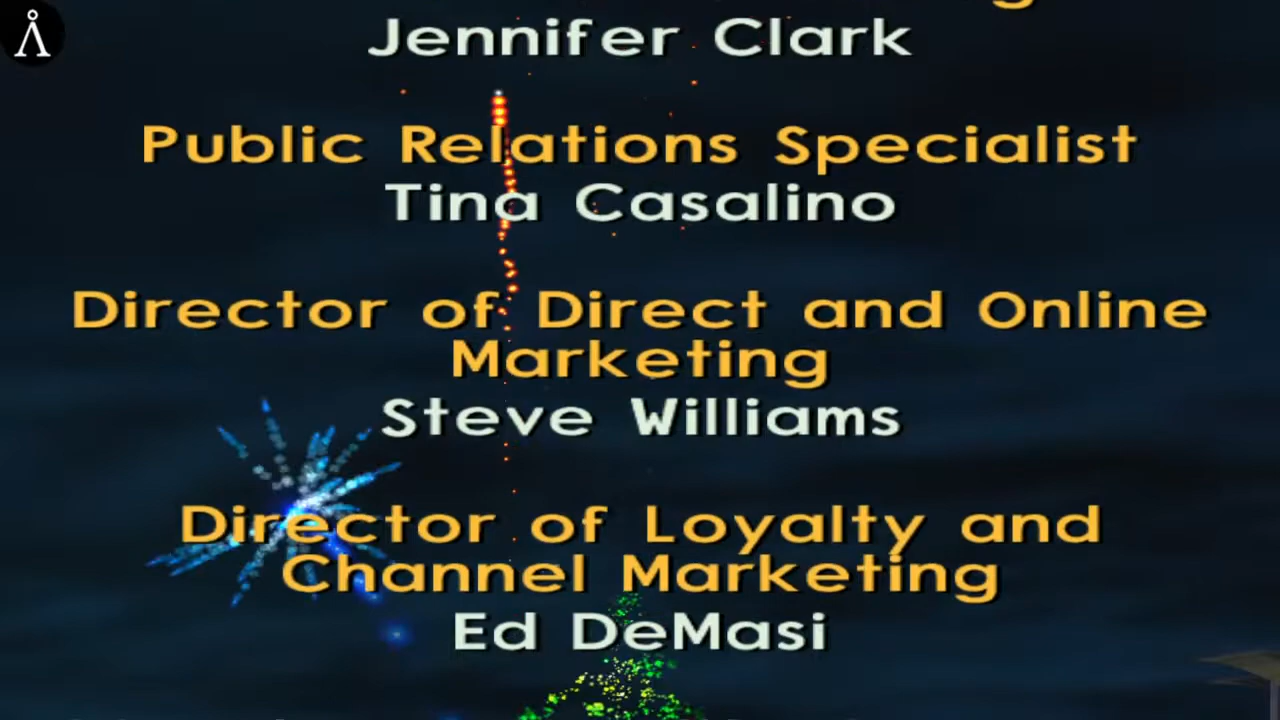 Jennifer Clark
Public Relations Specialist
Tina Casalino
Director of Direct and Online
Marketing
Steve Williams
Director of Loyalty and
Channel Marketing
Ed DeMasi